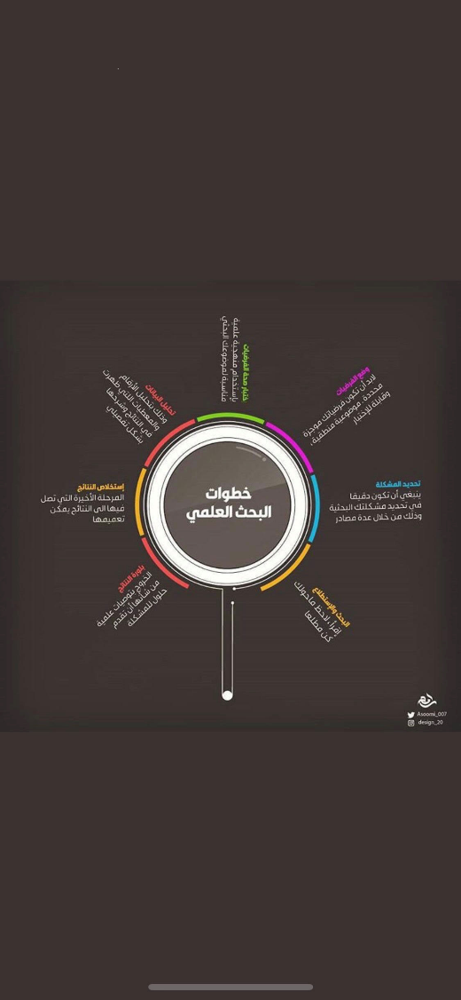 خطوات
البحث العلمي
البحث والإستطلاع
إقرأ، لاحظ ماحولك
كن مطلعا
تحديد المشكلة
ينبغي أن تكون دقيقا
في تحديد مشكلتك البحثية
وذلك من خلال عدة مصادر
وضع الفرضيات
لابد أن تكون فرضياتك موجزة
محددة ، موضوعية منطقية ،
وقابلة للإختبار
إختبار صحة الفرضيات
بإستخدام منهجية علمية
مناسبة لموضوعك البحثي
تحليل البيانات
وذلك بتحليل الأرقام
والمعطيات التي ظهرت
في النتائج وشرحها
بشكل تفصيلي
إستخلاص النتائج
المرحلة الأخيرة التي تصل
فيها الى النتائج يمكن
تعميمها
بلورة النتائج
الخروج بتوصيات علمية
من شأنها أن تقدم
حلول للمشكلة
Asoomi_007
design_20